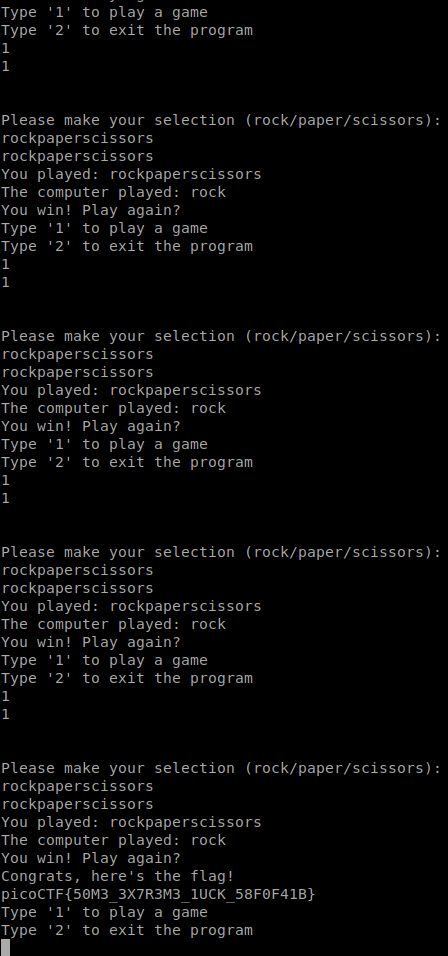 Type '1' to play a game
Type '2' to exit the program
1
1
Please make your selection (rock/paper/scissors):
rockpaperscissors
rockpaperscissors
You played: rockpaperscissors
The computer played: rock
You win! Play again?
Type '1' to play a game
Type '2' to exit the program
1
1
Please make your selection (rock/paper/scissors):
rockpaperscissors
rockpaperscissors
You played: rockpaperscissors
The computer played: rock
You win! Play again?
Type '1' to play a game
Type '2' to exit the program
1
1
Please make your selection (rock/paper/scissors):
rockpaperscissors
rockpaperscissors
You played: rockpaperscissors
The computer played: rock
You win! Play again?
Type '1' to play a game
Type '2' to exit the program
1
1
Please make your selection (rock/paper/scissors):
rockpaperscissors
rockpaperscissors
You played: rockpaperscissors
The computer played: rock
You win! Play again?
Congrats, here's the flag!
picoCTF{50M3_3X7R3M3_1UCK_58F0F41B}
Type '1' to play a game
Type '2' to exit the program